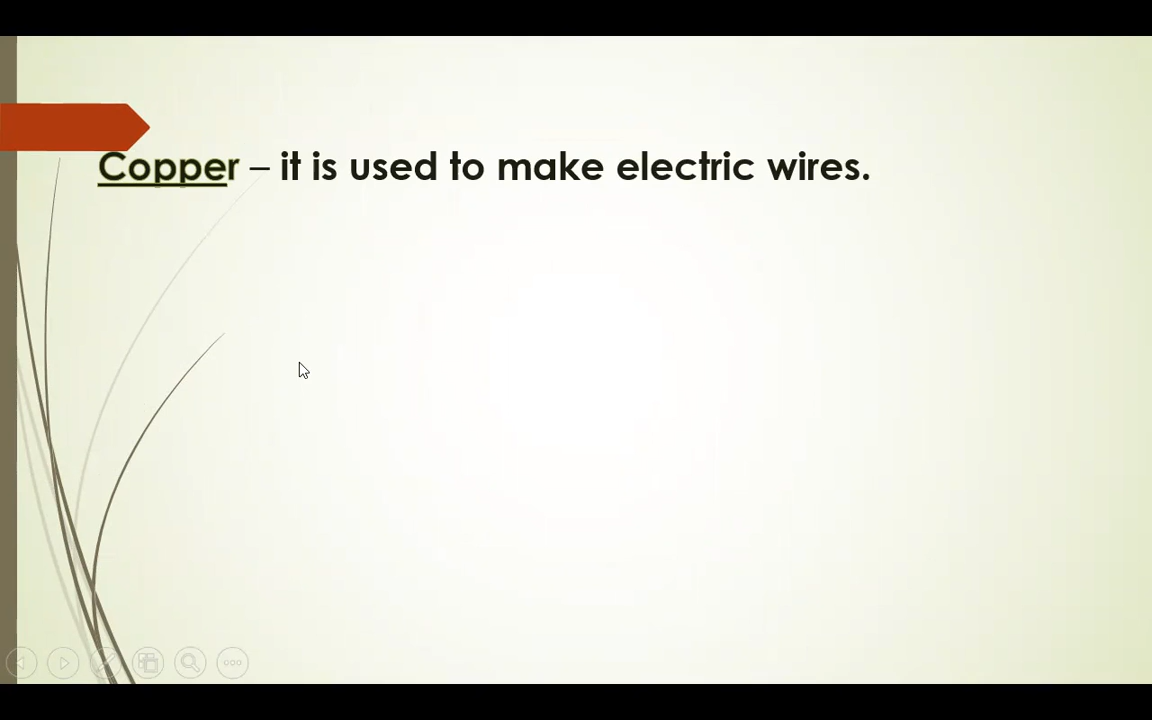 Copper – it is used to make electric wires.